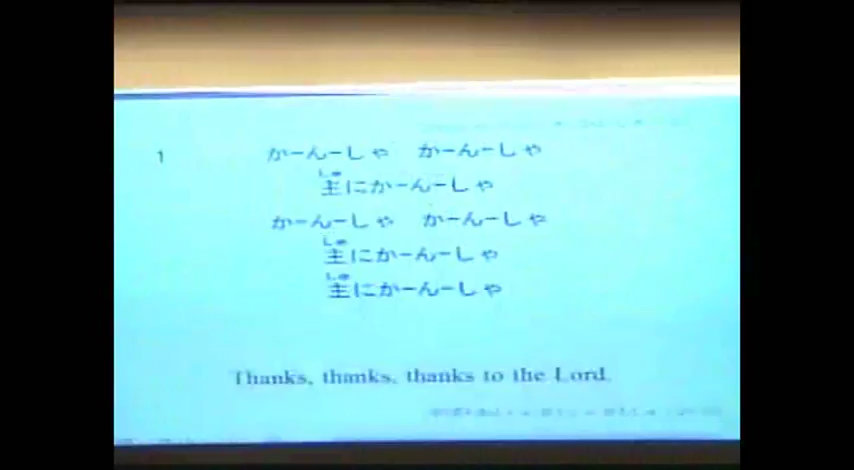 1
かーんーしゃ かーんーしゃ
主にかーんーしゃ
かーんーしゃ かーんーしゃ
主にかーんーしゃ
主にかーんーしゃ
Thanks, thanks, thanks to the Lord.